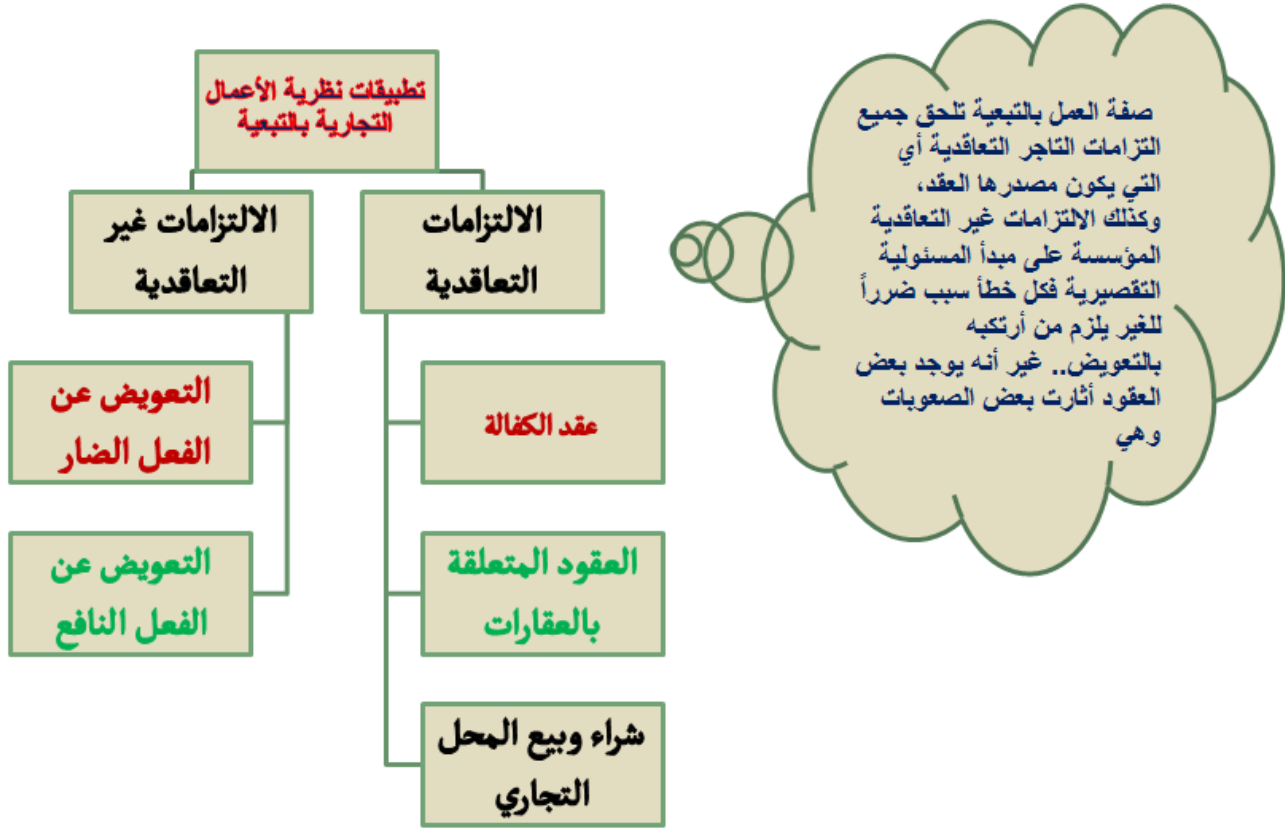 تطبيقات نظرية الأعمال
التجارية بالتبعية
الالتزامات
التعاقدية
عقد الكفالة
العقود المتعلقة
بالعقارات
شراء وبيع المحل
التجاري
الالتزامات غير
التعاقدية
التعويض عن
الفعل الضار
التعويض عن
الفعل النافع
صفة العمل بالتبعية تلحق جميع
التزامات التاجر التعاقدية أي
التي يكون مصدرها العقد،
وكذلك الالتزامات غير التعاقدية
المؤسسة على مبدأ المسئولية
التقصيرية فكل خطأ سبب ضرراً
للغير يلزم من أرتكبه
بالتعويض.. غير أنه يوجد بعض
العقود أثارت بعض الصعوبات
وهي